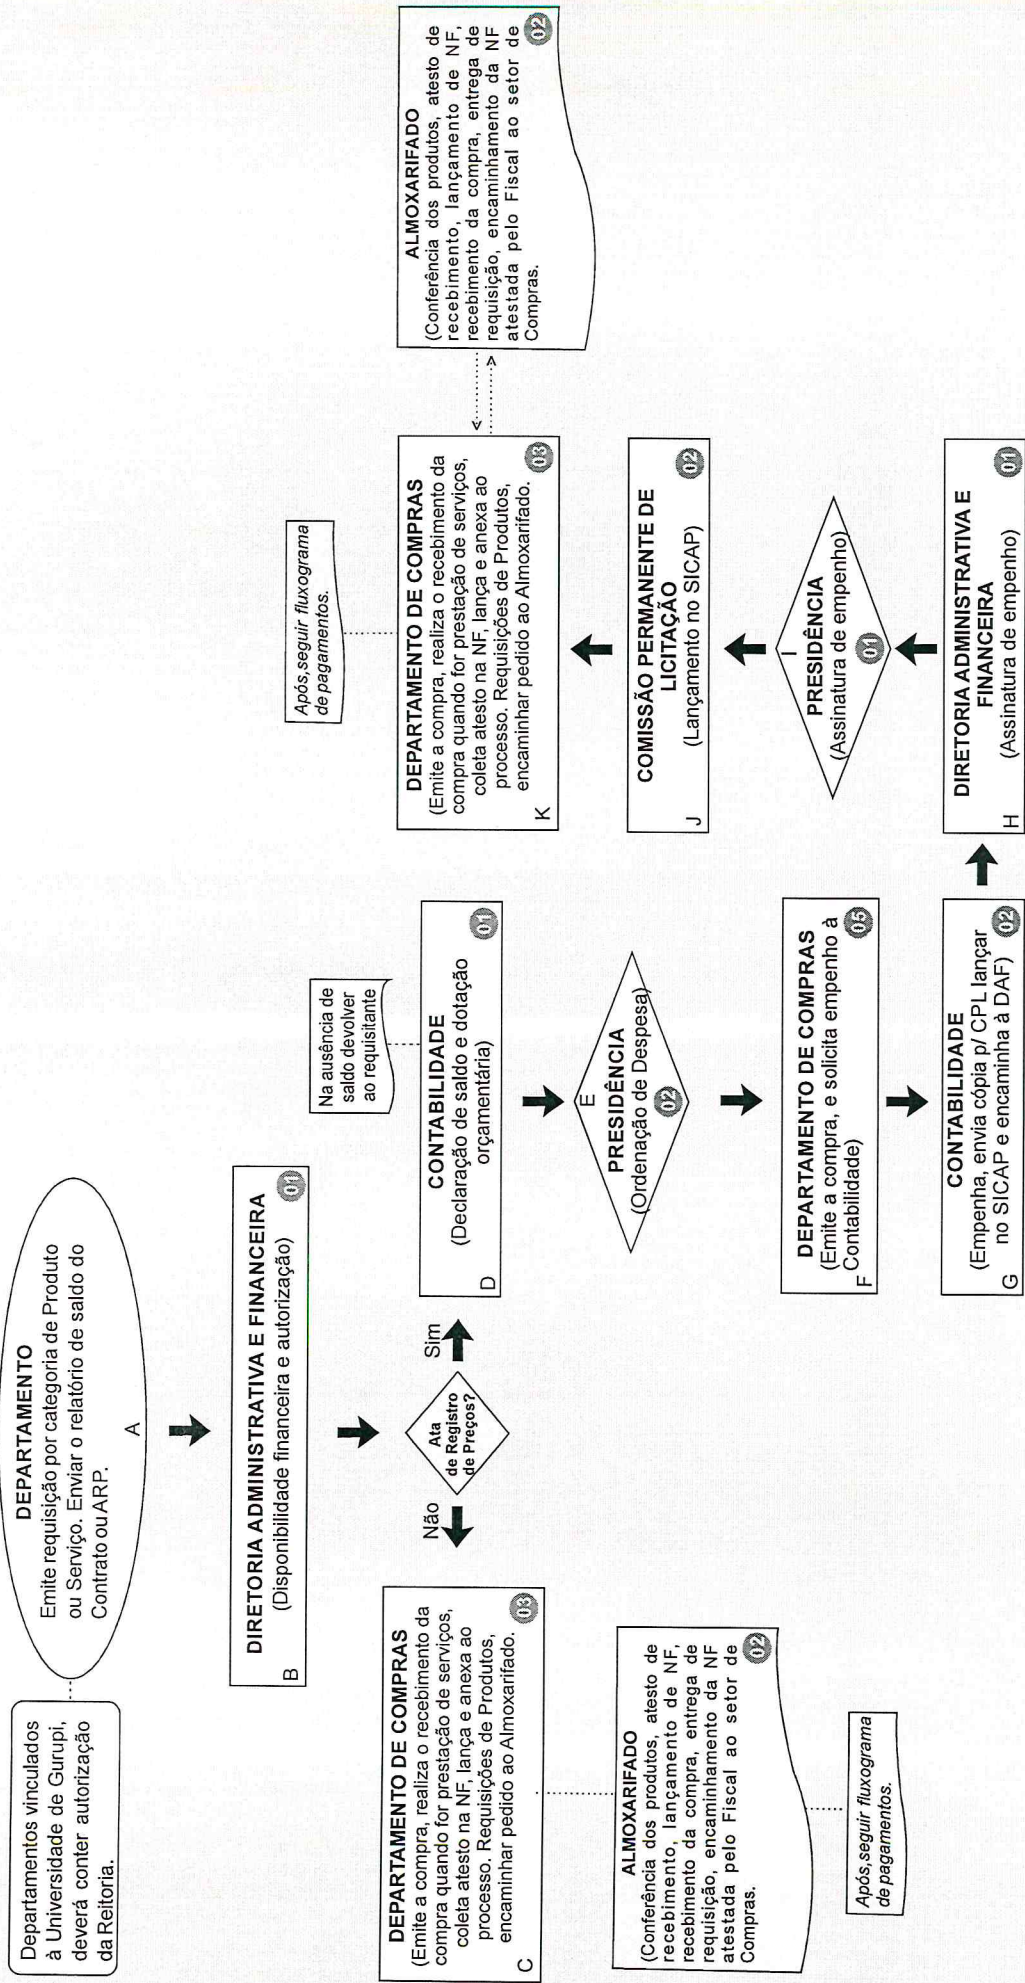 Departamentos vinculados
à Universidade de Gurupi,
deverá conter autorização
da Reitoria.
DEPARTAMENTO
Emite requisição por categoria de Produto
ou Serviço. Enviar o relatório de saldo do
Contrato ou ARP.
A
DIRETORIA ADMINISTRATIVA E FINANCEIRA
(Disponibilidade financeira e autorização)
B
01
Ata
de Registro
de Preços?
Não
Sim
DEPARTAMENTO DE COMPRAS
(Emite a compra, realiza o recebimento da
compra quando for prestação de serviços,
coleta atesto na NF, lança e anexa ao
processo. Requisições de Produtos,
encaminhar pedido ao Almoxarifado.
C
03
ALMOXARIFADO
(Conferência dos produtos, atesto de
recebimento, lançamento de NF,
recebimento da compra, entrega de
requisição, encaminhamento da NF
atestada pelo Fiscal ao setor de
Compras.
02
Após,seguir fluxograma
de pagamentos.
Na ausência de
saldo devolver
ao requisitante
CONTABILIDADE
(Declaração de saldo e dotação
orçamentária)
D
01
E
PRESIDÊNCIA
(Ordenação de Despesa)
02
DEPARTAMENTO DE COMPRAS
(Emite a compra, e solicita empenho à
Contabilidade)
F
05
CONTABILIDADE
(Empenha, envia cópia p/ CPL lançar
no SICAP e encaminha à DAF)
G
02
DIRETORIA ADMINISTRATIVA E
FINANCEIRA
(Assinatura de empenho)
H
01
I
PRESIDÊNCIA
(Assinatura de empenho)
01
COMISSÃO PERMANENTE DE
LICITAÇÃO
(Lançamento no SICAP)
J
02
DEPARTAMENTO DE COMPRAS
(Emite a compra, realiza o recebimento da
compra quando for prestação de serviços,
coleta atesto na NF, lança e anexa ao
processo. Requisições de Produtos,
encaminhar pedido ao Almoxarifado.
K
03
Após,seguir fluxograma
de pagamentos.
ALMOXARIFADO
(Conferência dos produtos, atesto de
recebimento, lançamento de NF,
recebimento da compra, entrega de
requisição, encaminhamento da NF
atestada pelo Fiscal ao setor de
Compras.
02